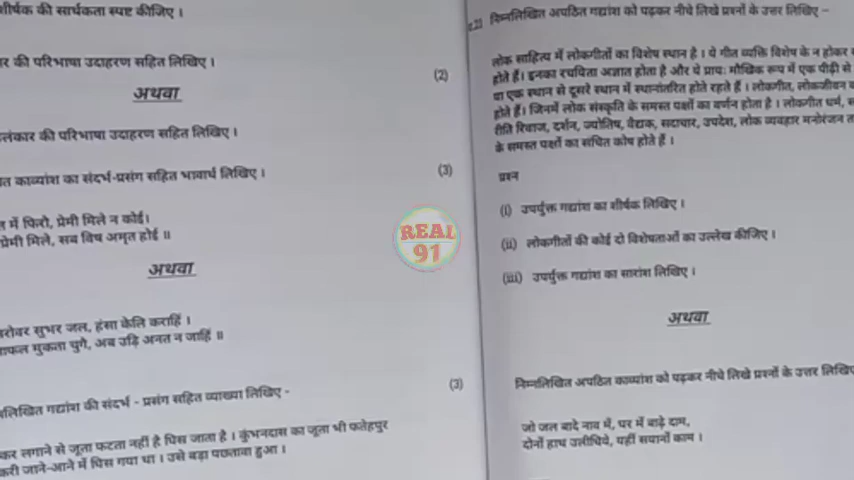 शीर्षक की सार्थकता स्पष्ट कीजिए ।
की परिभाषा उदाहरण सहित लिखिए ।
(2)
अथवा
की परिभाषा उदाहरण सहित लिखिए ।
काव्यांश का संदर्भ-प्रसंग सहित भावार्थ लिखिए ।
(3)
में फिरौ, प्रेमी मिले न कोई।
प्रेमी मिले, सब विष अमृत होई ॥
अथवा
सुभर जल, हंसा केलि कराहिं ।
मुकता चुगे, अब उड़ि अनत न जाहिं ॥
(3)
गद्यांश की संदर्भ - प्रसंग सहित व्याख्या लिखिए -
लगाने से जूता फटता नहीं है घिस जाता है । कुंभनदास का जूता भी फतेहपुर
जाने-आने में घिस गया था । उसे बड़ा पछतावा हुआ ।
निम्नलिखित अपठित गद्यांश को पढ़कर नीचे लिखे प्रश्नों के उत्तर लिखिए –
लोक साहित्य में लोकगीतों का विशेष स्थान है । ये गीत व्यक्ति विशेष के न होकर
होते हैं। इनका रचयिता अज्ञात होता है और ये प्रायः मौखिक रूप में एक पीढ़ी से
या एक स्थान से दूसरे स्थान में स्थानांतरित होते रहते हैं । लोकगीत, लोकजीवन
होते हैं। जिनमें लोक संस्कृति के समस्त पक्षों का वर्णन होता है । लोकगीत धर्म,
रीति रिवाज, दर्शन, ज्योतिष, वैद्यक, सदाचार, उपदेश, लोक व्यवहार मनोरंजन
के समस्त पक्षों का संचित कोष होते हैं ।
प्रश्न
(i) उपर्युक्त गद्यांश का शीर्षक लिखिए ।
(ii) लोकगीतों की कोई दो विशेषताओं का उल्लेख कीजिए ।
(iii) उपर्युक्त गद्यांश का सारांश लिखिए ।
अथवा
निम्नलिखित अपठित काव्यांश को पढ़कर नीचे लिखे प्रश्नों के उत्तर
जो जल बाढे नाव में, घर में बाढ़े दाम,
दोनों हाथ उलीचिये, यहीं सयानों काम ।
REAL
91